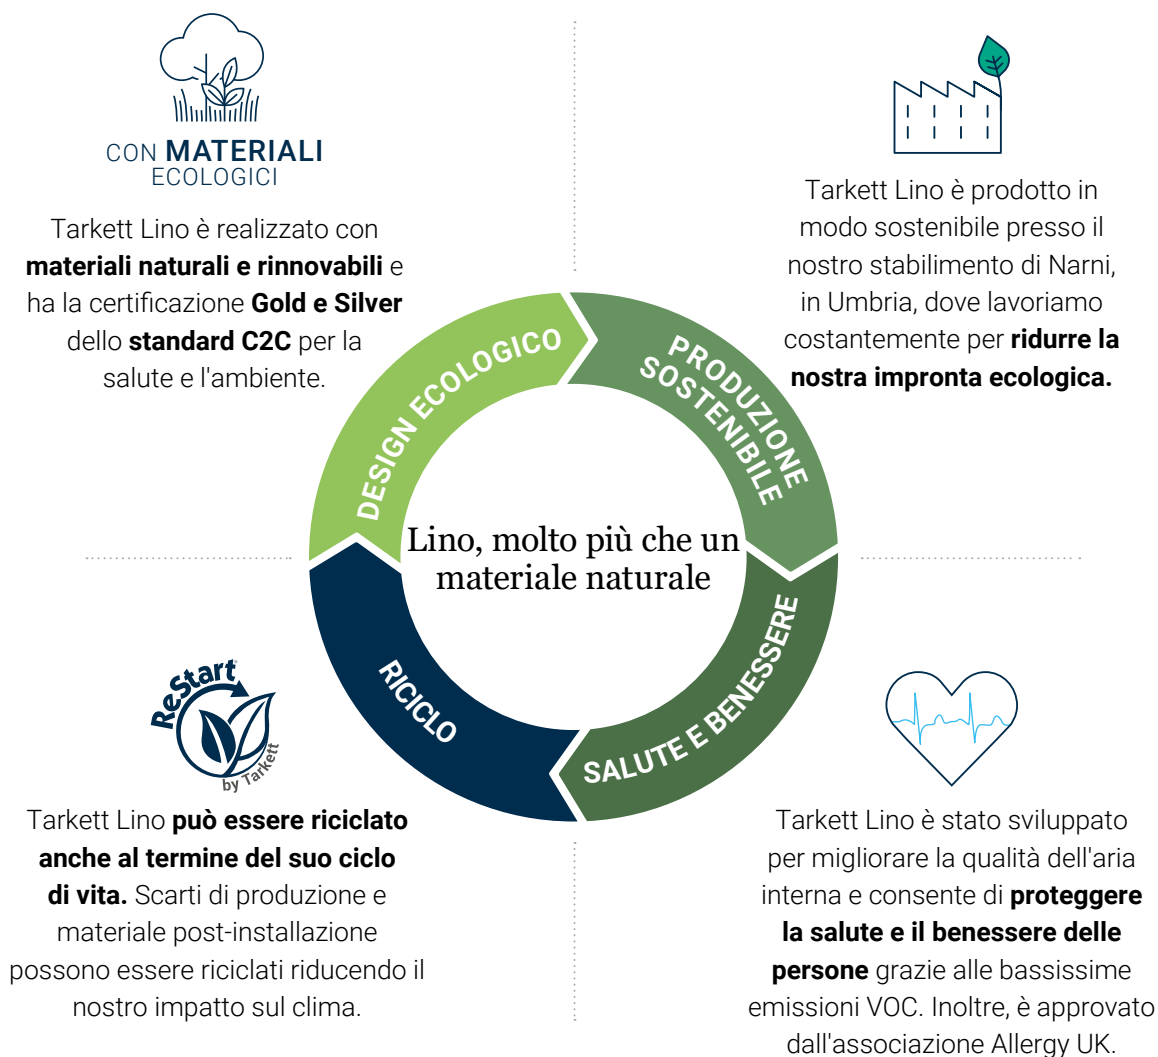 CON MATERIALI
ECOLOGICI
Tarkett Lino è realizzato con
materiali naturali e rinnovabili e
ha la certificazione Gold e Silver
dello standard C2C per la
salute e l'ambiente.
Tarkett Lino è prodotto in
modo sostenibile presso il
nostro stabilimento di Narni,
in Umbria, dove lavoriamo
costantemente per ridurre la
nostra impronta ecologica.
DESIGN ECOLOGICO
PRODUZIONE
SOSTENIBILE
Lino, molto più che un
materiale naturale
RICICLO
SALUTE E BENESSERE
ReStart
by Tarkett
Tarkett Lino può essere riciclato
anche al termine del suo ciclo
di vita. Scarti di produzione e
materiale post-installazione
possono essere riciclati riducendo il
nostro impatto sul clima.
Tarkett Lino è stato sviluppato
per migliorare la qualità dell'aria
interna e consente di proteggere
la salute e il benessere delle
persone grazie alle bassissime
emissioni VOC. Inoltre, è approvato
dall'associazione Allergy UK.